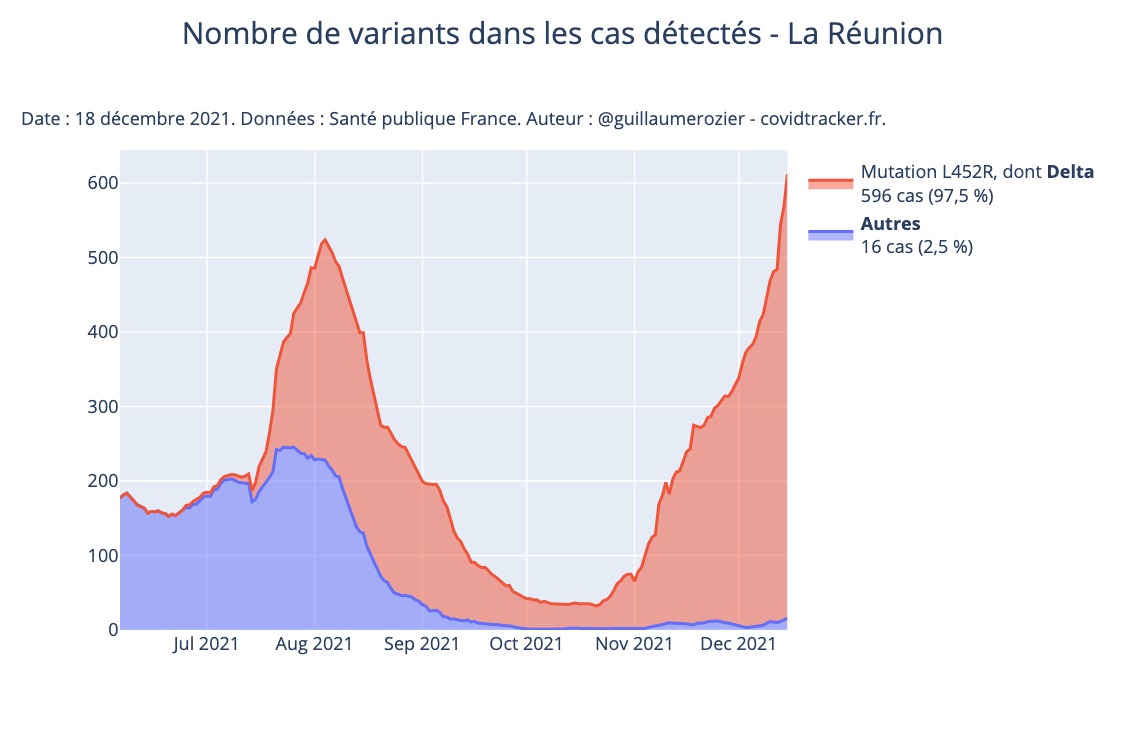 Nombre de variants dans les cas détectés - La Réunion
Date : 18 décembre 2021. Données : Santé publique France. Auteur : @guillaumerozier - covidtracker.fr.
Mutation L452R, dont Delta
596 cas (97,5 %)
Autres
16 cas (2,5 %)
600
500
400
300
200
100
0
Jul 2021
Aug 2021
Sep 2021
Oct 2021
Nov 2021
Dec 2021